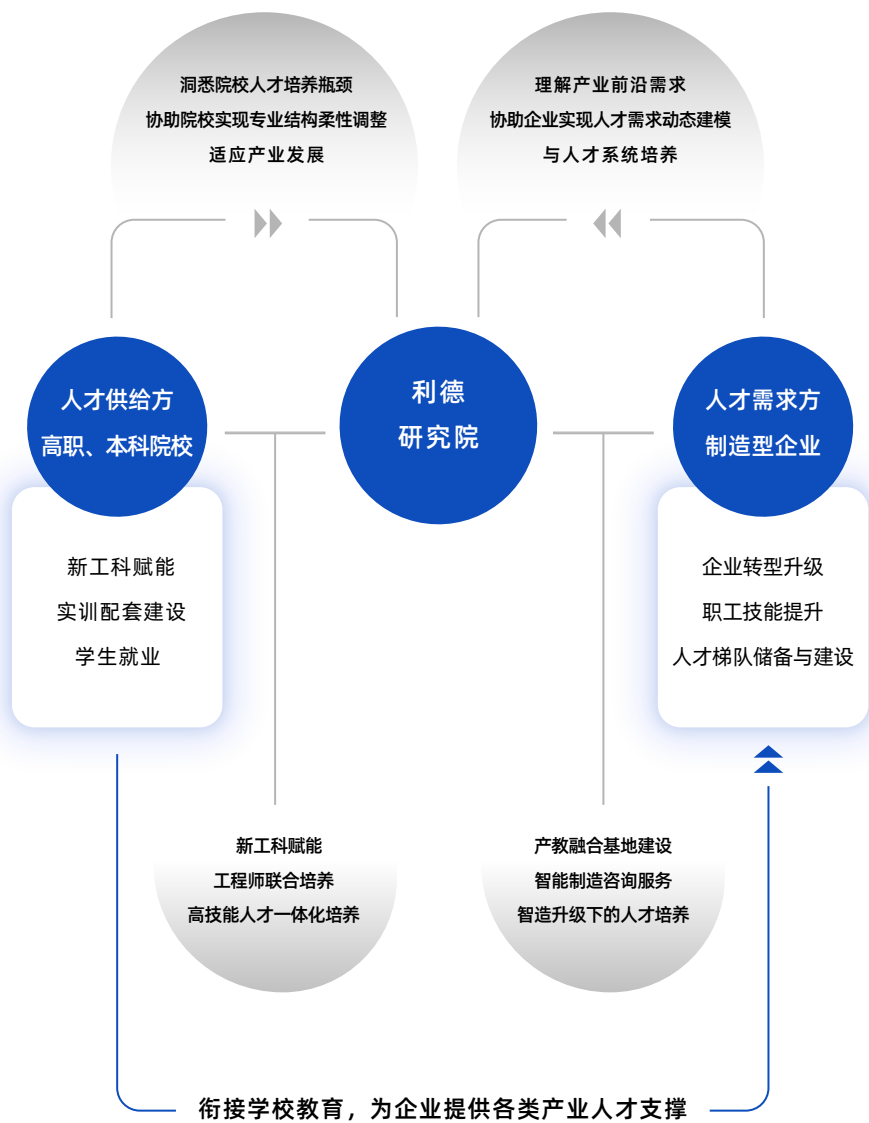 洞悉院校人才培养瓶颈
协助院校实现专业结构柔性调整
适应产业发展
理解产业前沿需求
协助企业实现人才需求动态建模
与人才系统培养
人才供给方
高职、本科院校
利德
研究院
人才需求方
制造型企业
新工科赋能
实训配套建设
学生就业
企业转型升级
职工技能提升
人才梯队储备与建设
新工科赋能
工程师联合培养
高技能人才一体化培养
产教融合基地建设
智能制造咨询服务
智造升级下的人才培养
衔接学校教育，为企业提供各类产业人才支撑